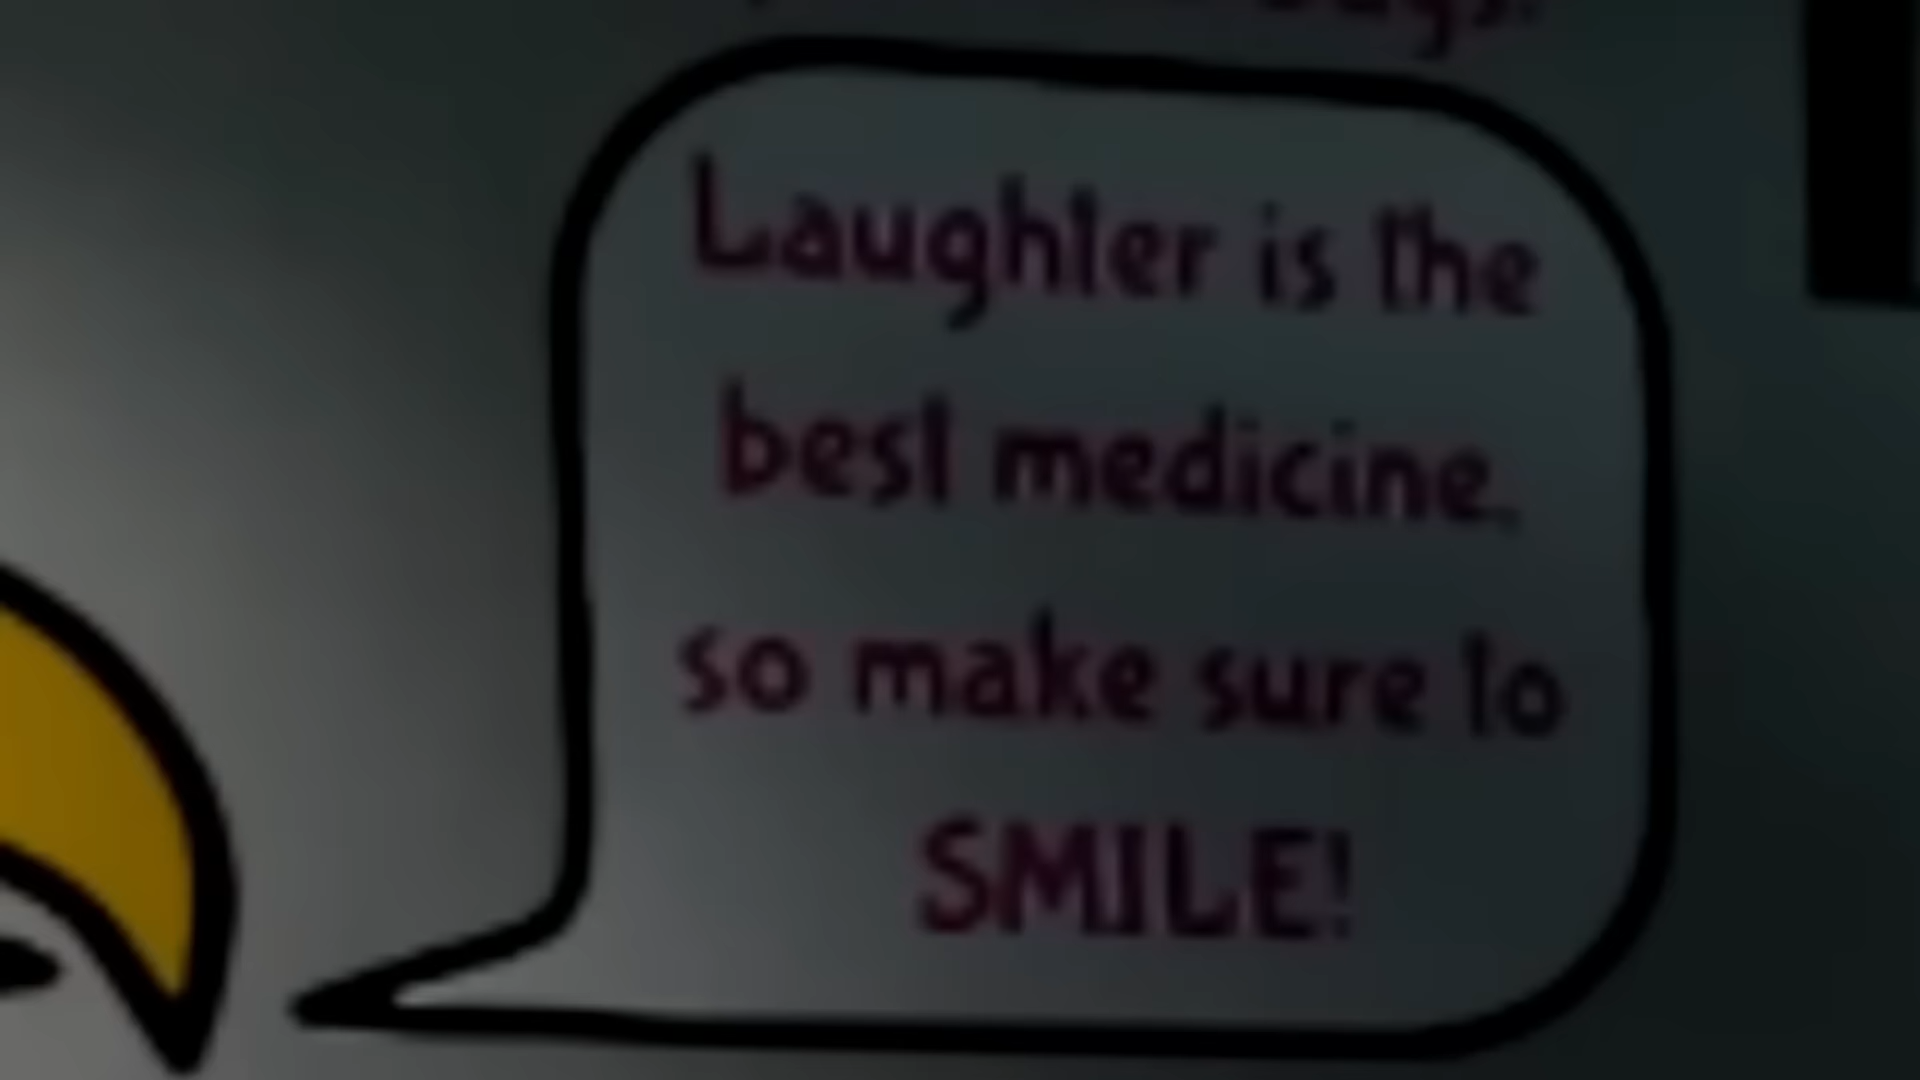 Laughter is the
best medicine,
so make sure to
SMILE!